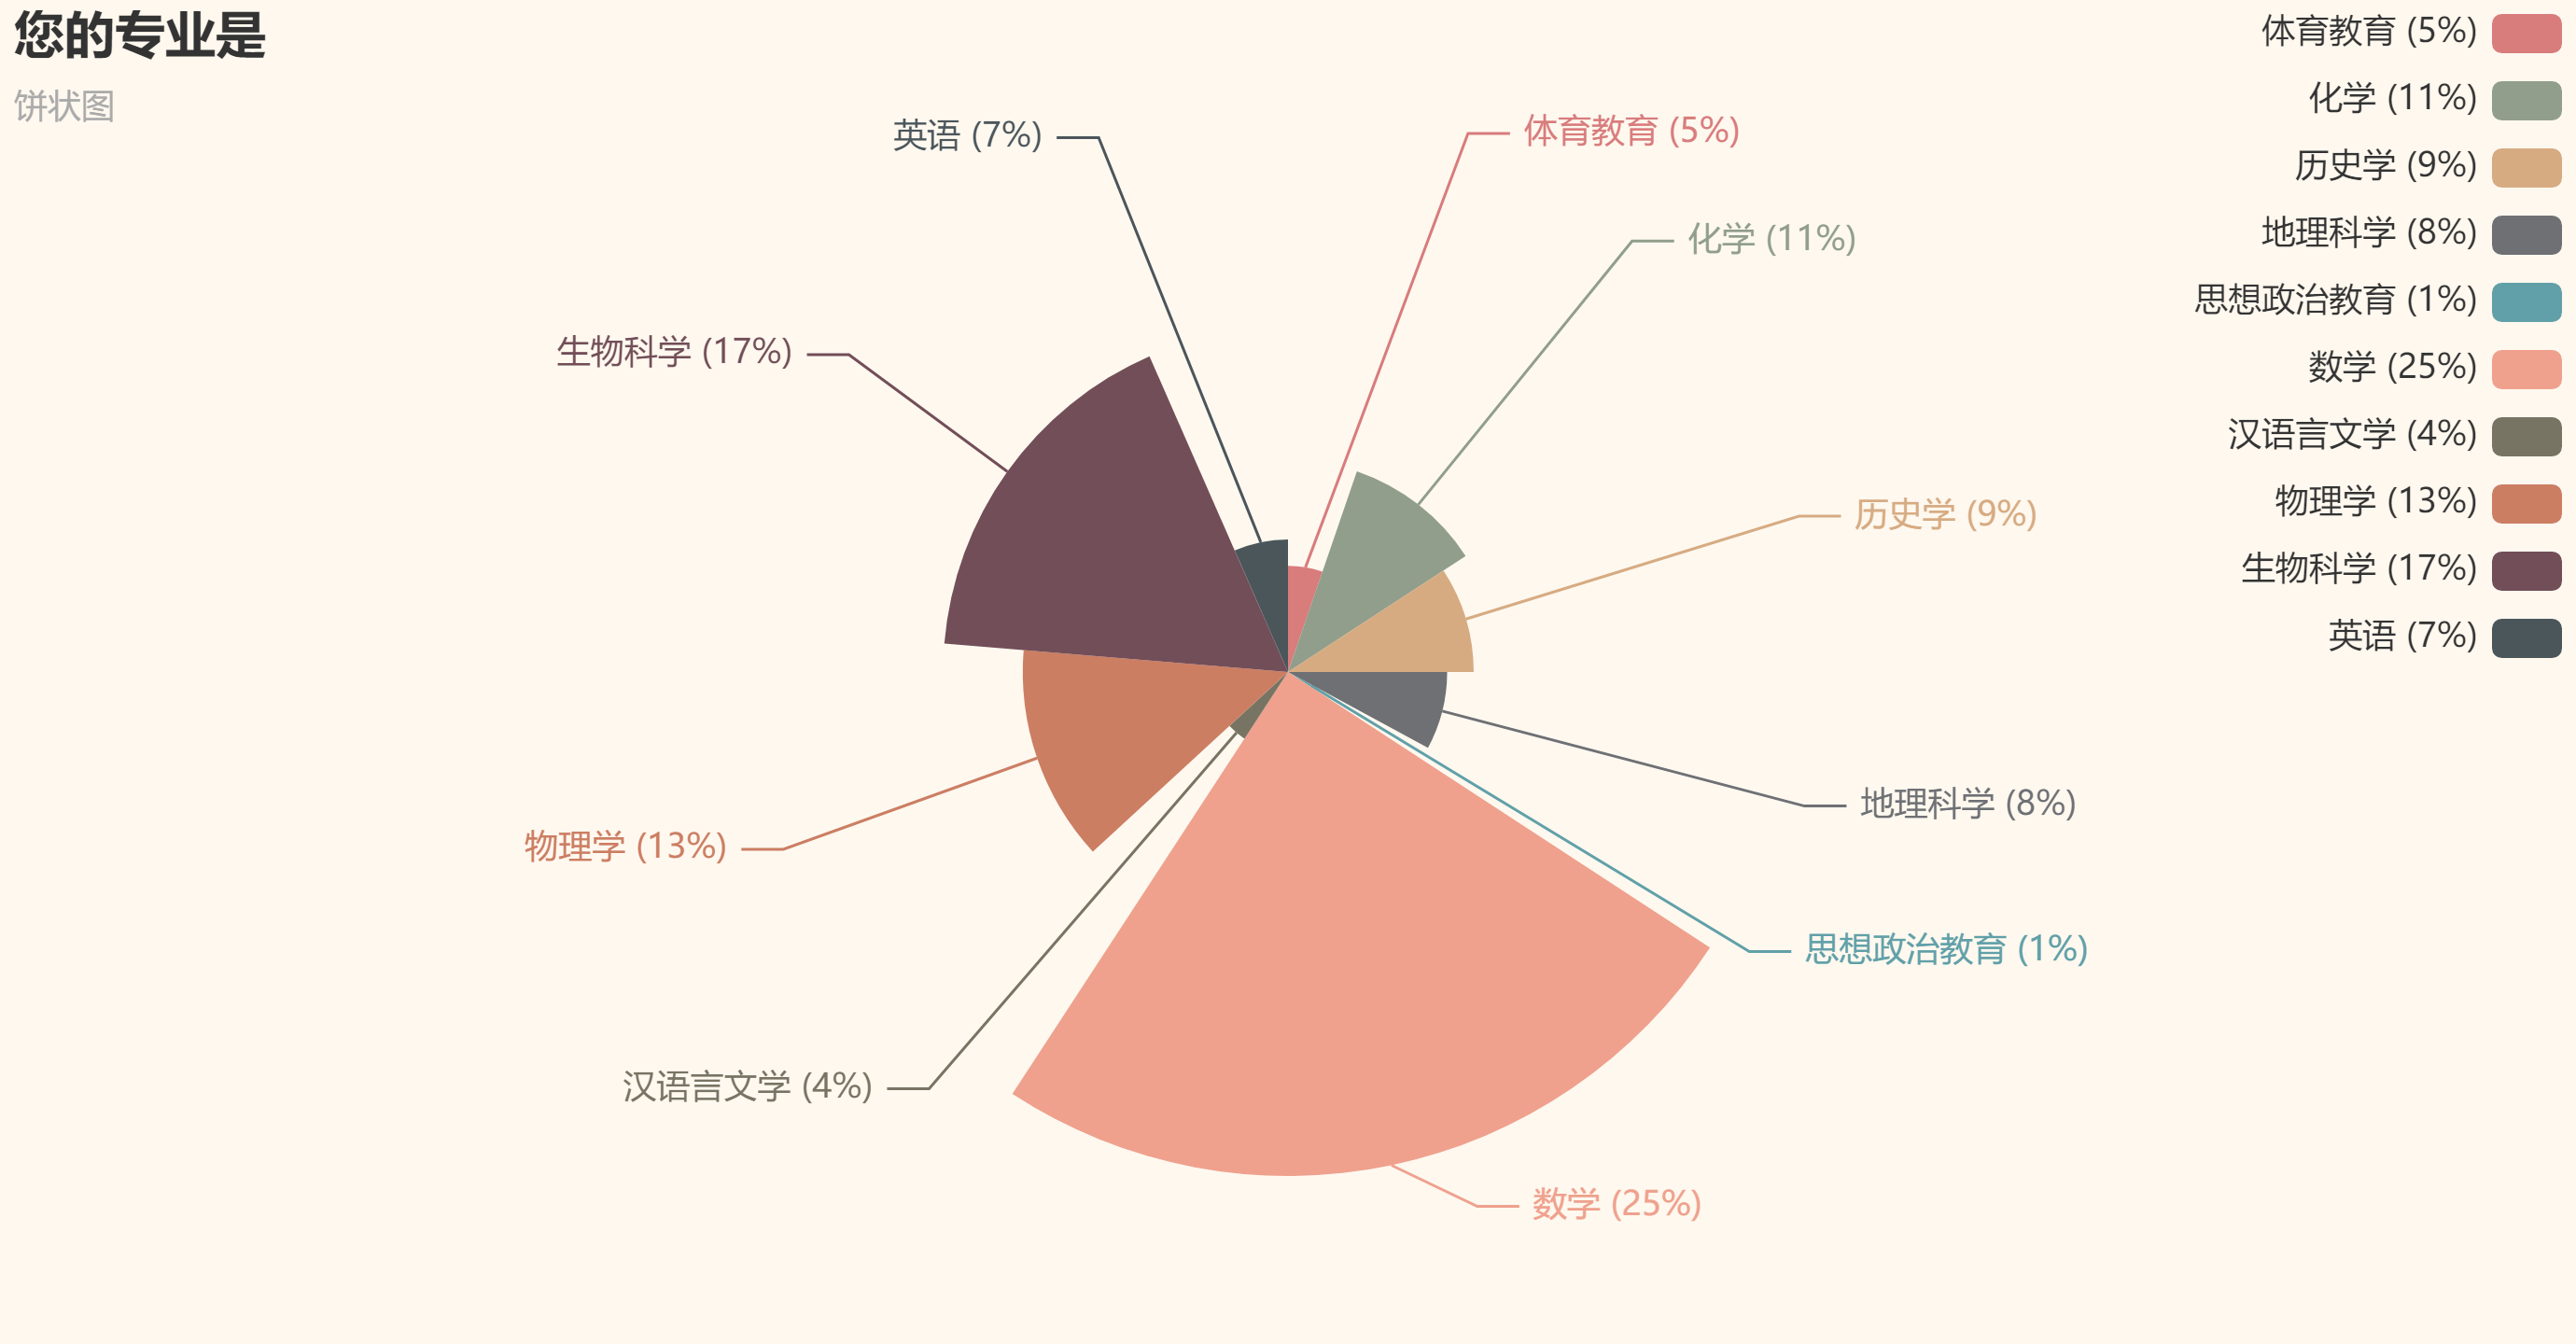 您的专业是
饼状图
体育教育 (5%)
化学 (11%)
历史学 (9%)
地理科学 (8%)
思想政治教育 (1%)
数学 (25%)
汉语言文学 (4%)
物理学 (13%)
生物科学 (17%)
英语 (7%)
英语 (7%)
体育教育 (5%)
化学 (11%)
生物科学 (17%)
历史学 (9%)
地理科学 (8%)
物理学 (13%)
思想政治教育 (1%)
汉语言文学 (4%)
数学 (25%)